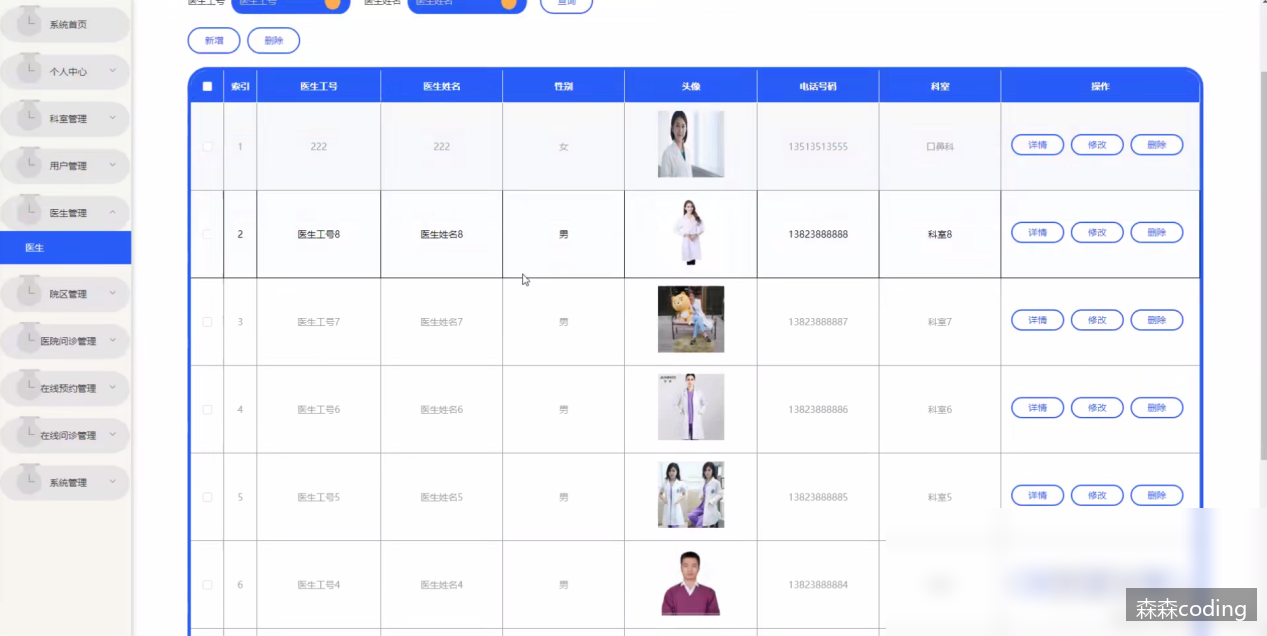 医生工号 医生工号 医生姓名 医生姓名 查询
新增 删除
系统首页
个人中心
科室管理
用户管理
医生管理
医生
院区管理
医院问诊管理
在线预约管理
在线问诊管理
系统管理
索引 医生工号 医生姓名 性别 头像 电话号码 科室 操作
1 222 222 女 13513513555 口鼻科 详情 修改 删除
2 医生工号8 医生姓名8 男 13823888888 科室8 详情 修改 删除
3 医生工号7 医生姓名7 男 13823888887 科室7 详情 修改 删除
4 医生工号6 医生姓名6 男 13823888886 科室6 详情 修改 删除
5 医生工号5 医生姓名5 男 13823888885 科室5 详情 修改 删除
6 医生工号4 医生姓名4 男 13823888884
森森coding